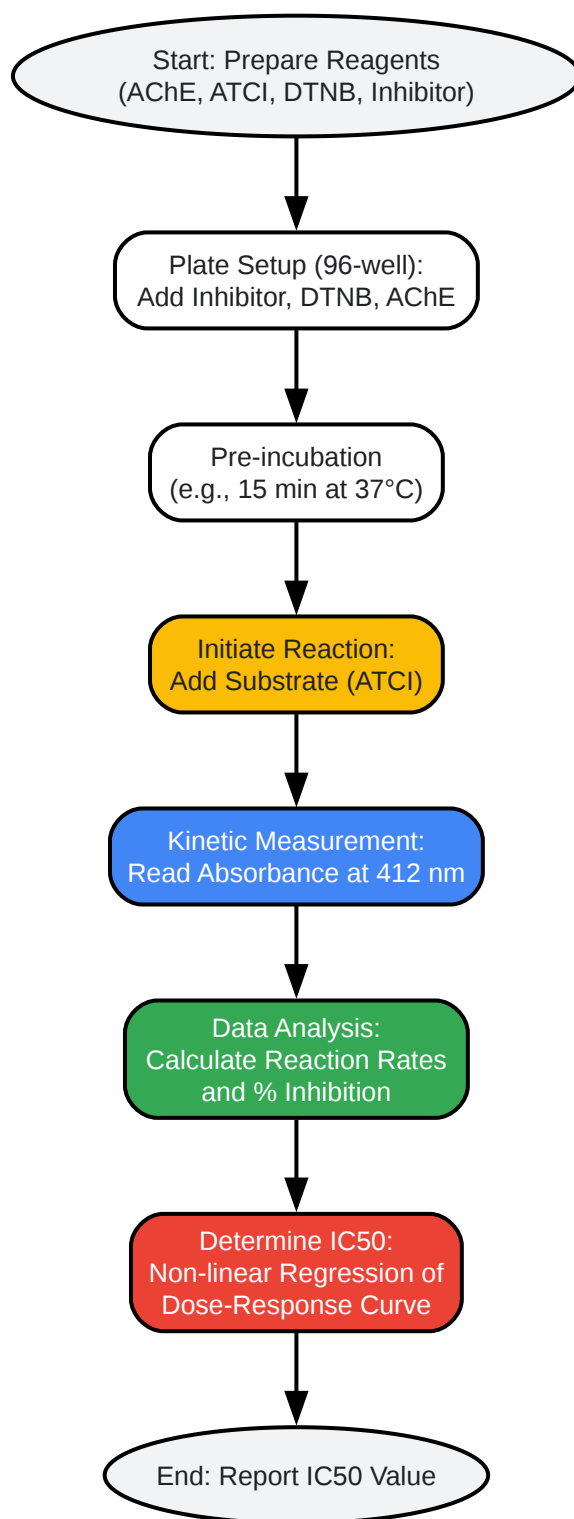 Start: Prepare Reagents
(AChE, ATCI, DTNB, Inhibitor)
Plate Setup (96-well):
Add Inhibitor, DTNB, AChE
Pre-incubation
(e.g., 15 min at 37°C)
Initiate Reaction:
Add Substrate (ATCI)
Kinetic Measurement:
Read Absorbance at 412 nm
Data Analysis:
Calculate Reaction Rates
and % Inhibition
Determine IC50:
Non-linear Regression of
Dose-Response Curve
End: Report IC50 Value